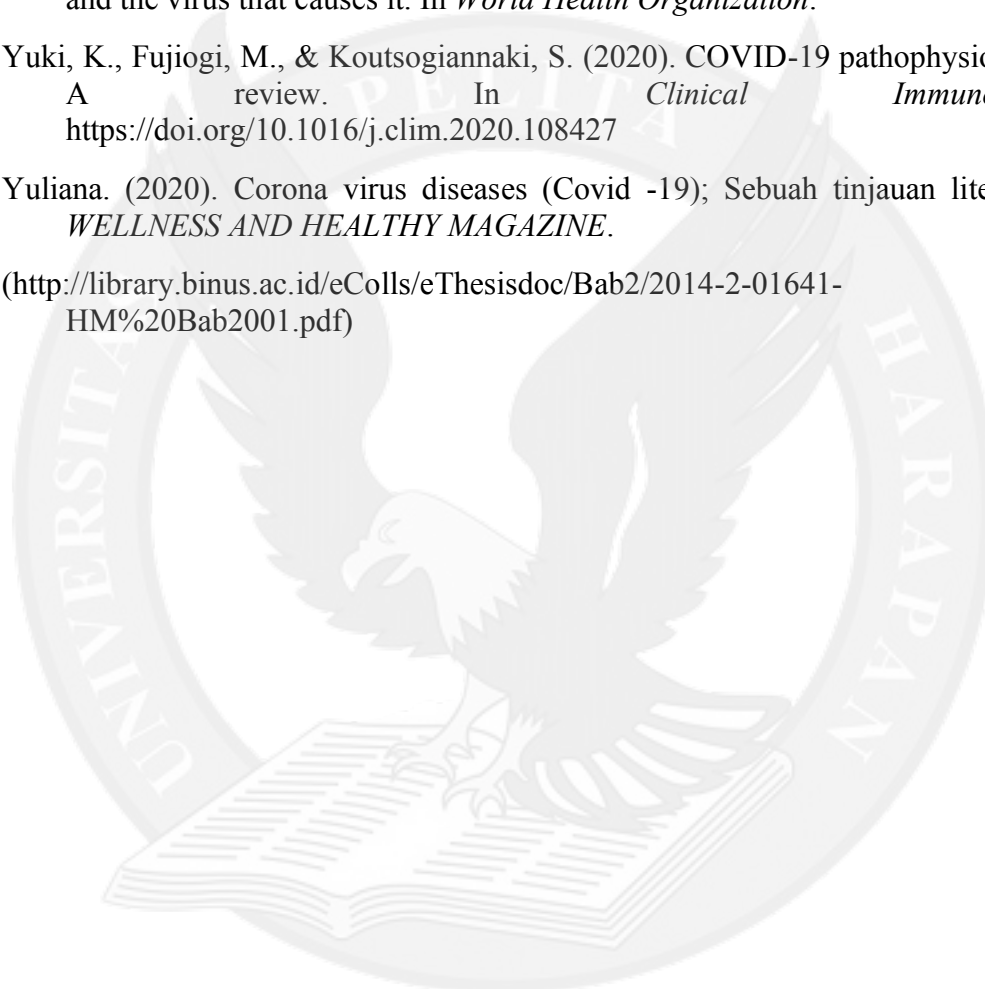 and the virus that causes it. In World Health Organization.
Yuki, K., Fujiogi, M., & Koutsogiannaki, S. (2020). COVID-19 pathophysio
A review. In Clinical Immuno
https://doi.org/10.1016/j.clim.2020.108427
Yuliana. (2020). Corona virus diseases (Covid -19); Sebuah tinjauan lite
WELLNESS AND HEALTHY MAGAZINE.
(http://library.binus.ac.id/eColls/eThesisdoc/Bab2/2014-2-01641-
HM%20Bab2001.pdf)
UNIVERSITAS PELITA HARAPAN